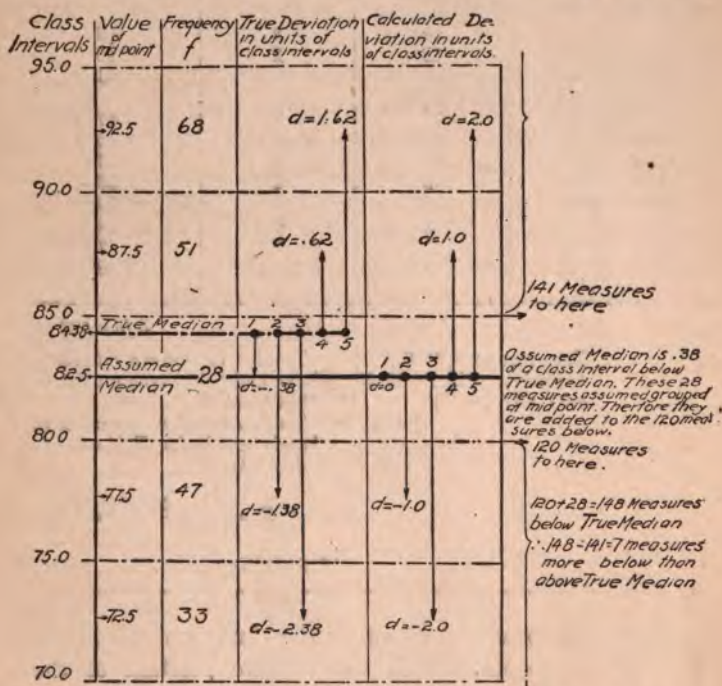 Class Intervals
Value of midpoint
Frequency f
True Deviation in units of class intervals
Calculated Deviation in units of class intervals.
95.0
92.5
68
d=1.62
d=2.0
90.0
87.5
51
d=.62
d=1.0
141 Measures
to here
85.0
84.38
True Median
1 2 3 4 5
82.5
Assumed
Median
28
d=-.38
d=0
1 2 3 4 5
Assumed Median is .38
of a class interval below
True Median. These 28
measures assumed grouped
at mid point. Therfore they
are added to the 120 mea-
sures below.
80.0
120 Measures
to here.
77.5
47
d=-1.38
d=-1.0
120+28=148 Measures
below True Median
∴ 148-141=7 measures
more below than
above True Median
75.0
72.5
33
d=-2.38
d=-2.0
70.0